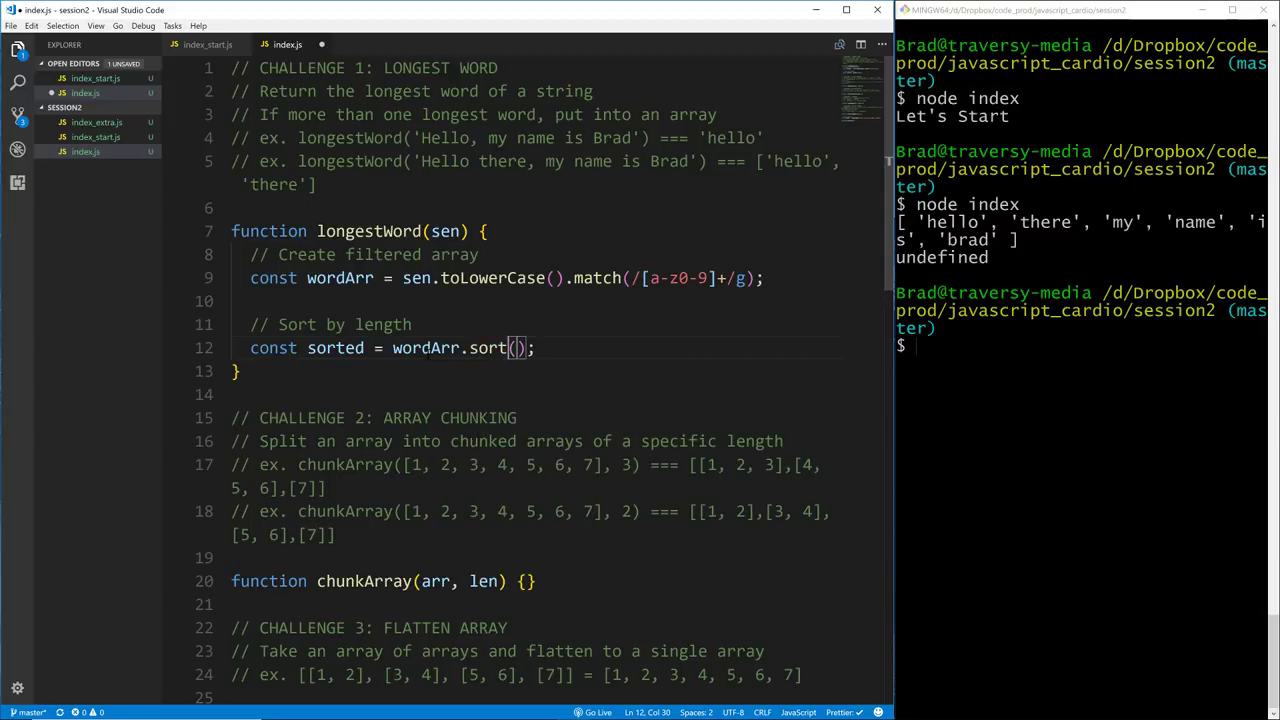 index.js - session2 - Visual Studio Code
File Edit Selection View Go Debug Tasks Help
EXPLORER
OPEN EDITORS 1 UNSAVED
index_start.js U
index.js U
SESSION2
index_extra.js U
index_start.js U
index.js U
index_start.js index.js
1 // CHALLENGE 1: LONGEST WORD
2 // Return the longest word of a string
3 // If more than one longest word, put into an array
4 // ex. longestWord('Hello, my name is Brad') === 'hello'
5 // ex. longestWord('Hello there, my name is Brad') === ['hello',
'there']
6
7 function longestWord(sen) {
8 // Create filtered array
9 const wordArr = sen.toLowerCase().match(/[a-z0-9]+/g);
10
11 // Sort by length
12 const sorted = wordArr.sort();
13 }
14
15 // CHALLENGE 2: ARRAY CHUNKING
16 // Split an array into chunked arrays of a specific length
17 // ex. chunkArray([1, 2, 3, 4, 5, 6, 7], 3) === [[1, 2, 3],[4,
5, 6],[7]]
18 // ex. chunkArray([1, 2, 3, 4, 5, 6, 7], 2) === [[1, 2],[3, 4],
[5, 6],[7]]
19
20 function chunkArray(arr, len) {}
21
22 // CHALLENGE 3: FLATTEN ARRAY
23 // Take an array of arrays and flatten to a single array
24 // ex. [[1, 2], [3, 4], [5, 6], [7]] = [1, 2, 3, 4, 5, 6, 7]
25
master* 0 0
Go Live Ln 12, Col 30 Spaces: 2 UTF-8 CRLF JavaScript Prettier: ✓
MINGW64:/d/Dropbox/code_prod/javascript_cardio/session2
Brad@traversy-media /d/Dropbox/code_
prod/javascript_cardio/session2 (mas
ter)
$ node index
Let's Start
Brad@traversy-media /d/Dropbox/code_
prod/javascript_cardio/session2 (mas
ter)
$ node index
[ 'hello', 'there', 'my', 'name', 'i
s', 'brad' ]
undefined
Brad@traversy-media /d/Dropbox/code_
prod/javascript_cardio/session2 (mas
ter)
$